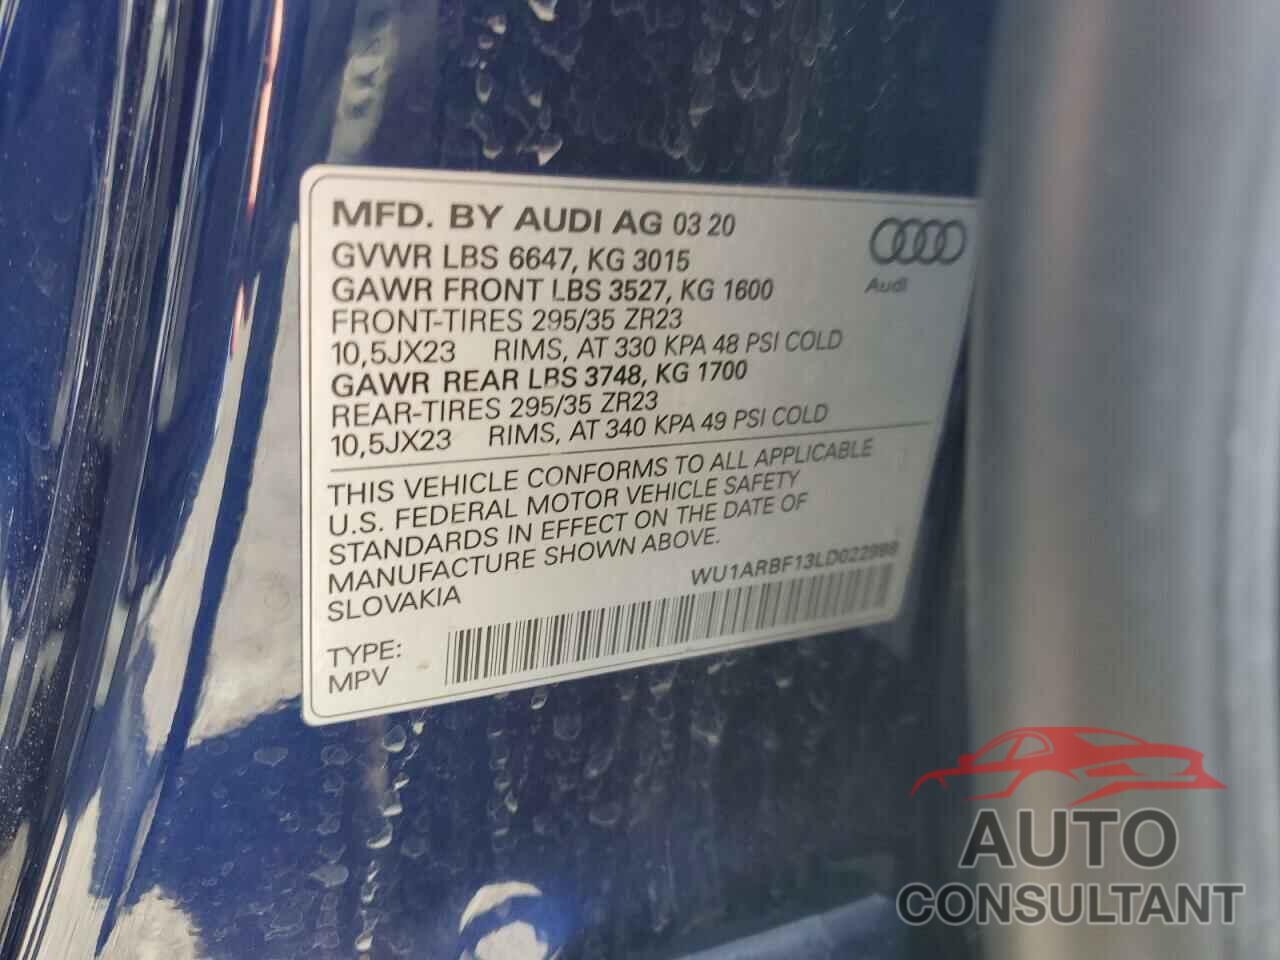 MFD. BY AUDI AG 03 20
GVWR LBS 6647, KG 3015
GAWR FRONT LBS 3527, KG 1600
FRONT-TIRES 295/35 ZR23
10,5JX23 RIMS, AT 330 KPA 48 PSI COLD
GAWR REAR LBS 3748, KG 1700
REAR-TIRES 295/35 ZR23
10,5JX23 RIMS, AT 340 KPA 49 PSI COLD
Audi
THIS VEHICLE CONFORMS TO ALL APPLICABLE
U.S. FEDERAL MOTOR VEHICLE SAFETY
STANDARDS IN EFFECT ON THE DATE OF
MANUFACTURE SHOWN ABOVE.
SLOVAKIA
TYPE:
MPV
AUTO
CONSULTANT